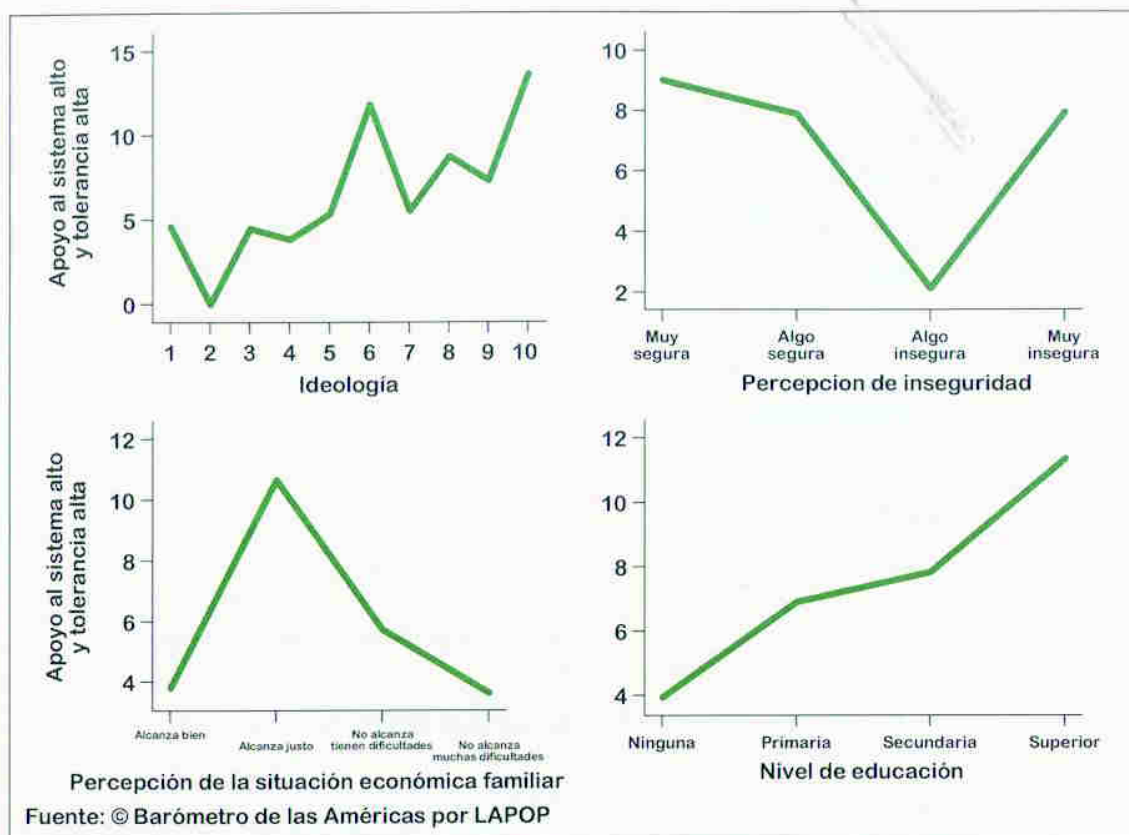 Apoyo al sistema alto
y tolerancia alta
15
10
5
0
1 2 3 4 5 6 7 8 9 10
Ideología
10
8
6
4
2
Muy segura Algo segura Algo insegura Muy insegura
Percepcion de inseguridad
Apoyo al sistema alto
y tolerancia alta
12
10
8
6
4
Alcanza bien Alcanza justo No alcanza tienen dificultades No alcanza muchas dificultades
Percepción de la situación económica familiar
12
10
8
6
4
Ninguna Primaria Secundaria Superior
Nivel de educación
Fuente: © Barómetro de las Américas por LAPOP